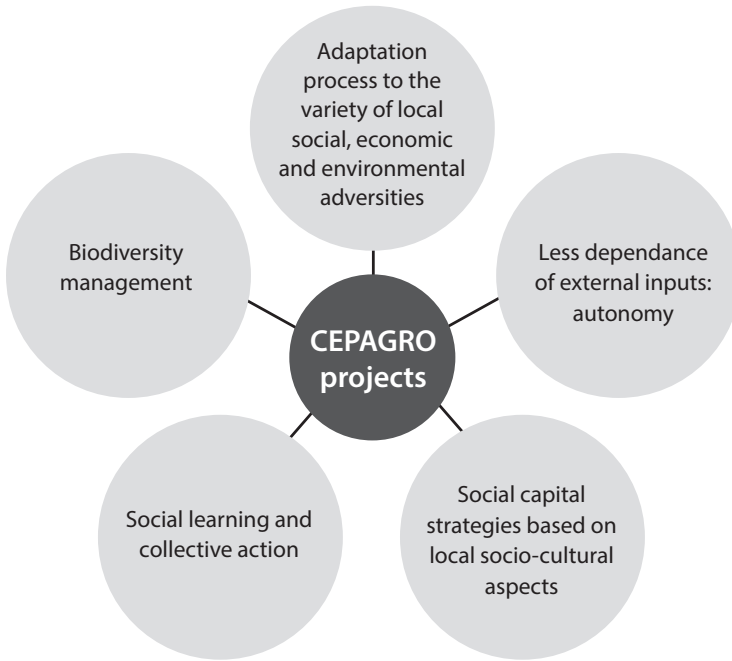 Adaptation
process to the
variety of local
social, economic
and environmental
adversities
Biodiversity
management
Less dependance
of external inputs:
autonomy
CEPAGRO
projects
Social learning and
collective action
Social capital
strategies based on
local socio-cultural
aspects